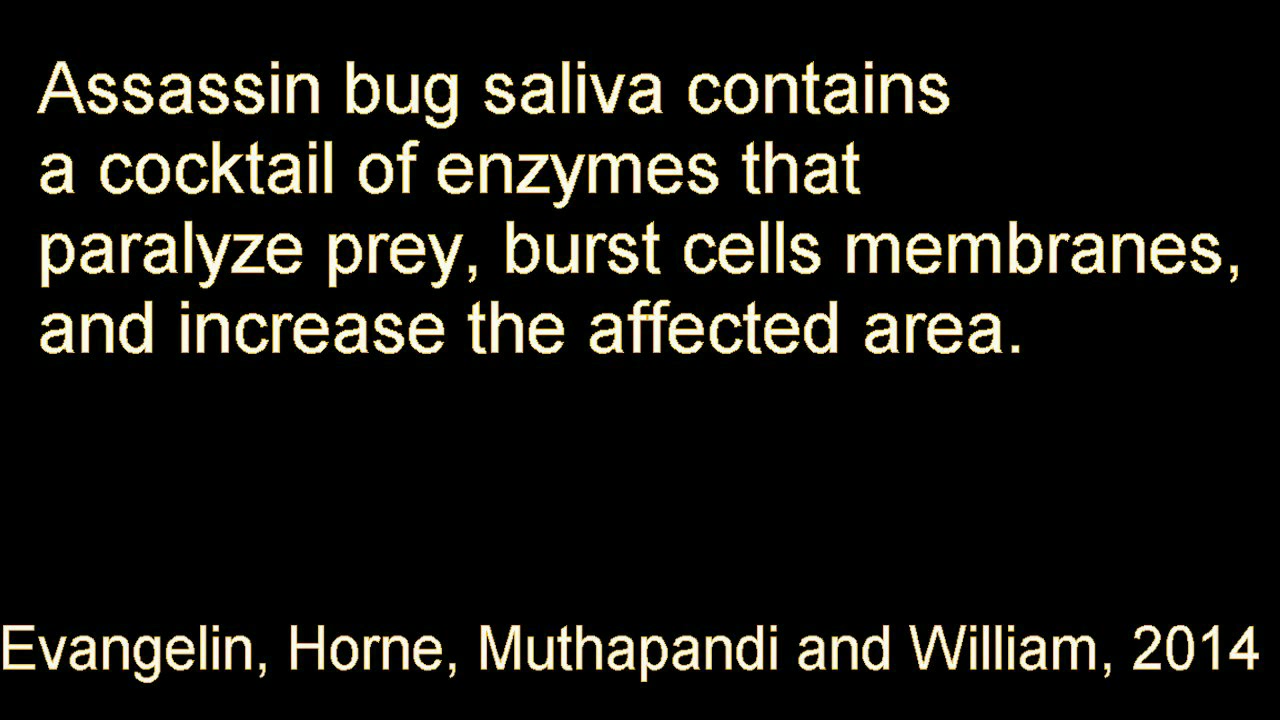 Assassin bug saliva contains
a cocktail of enzymes that
paralyze prey, burst cells membranes,
and increase the affected area.
Evangelin, Horne, Muthapandi and William, 2014